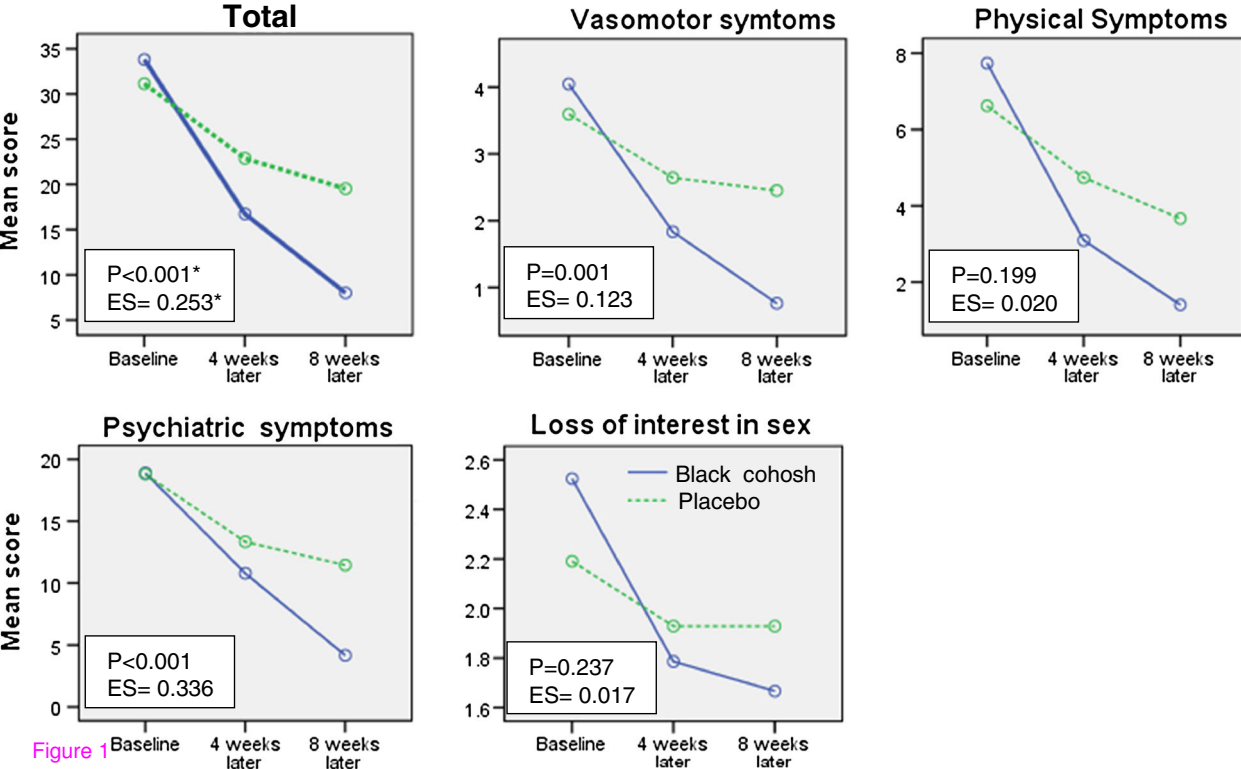 Total
Vasomotor symtoms
Physical Symptoms
Mean score
35
30
25
20
15
10
5
P<0.001*
ES= 0.253*
Baseline
4 weeks
later
8 weeks
later
4
3
2
1
P=0.001
ES= 0.123
Baseline
4 weeks
later
8 weeks
later
8
6
4
2
P=0.199
ES= 0.020
Baseline
4 weeks
later
8 weeks
later
Psychiatric symptoms
Loss of interest in sex
Mean score
20
15
10
5
0
P<0.001
ES= 0.336
Baseline
4 weeks
later
8 weeks
later
2.6
2.4
2.2
2.0
1.8
1.6
Black cohosh
Placebo
P=0.237
ES= 0.017
Baseline
4 weeks
later
8 weeks
later
Figure 1